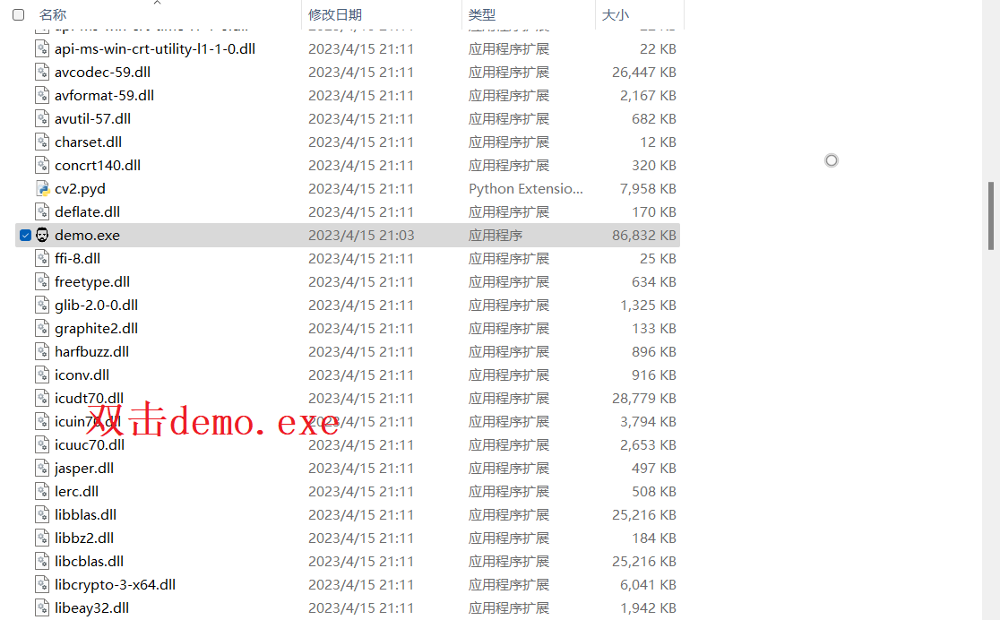 名称 修改日期 类型 大小
api-ms-win-crt-utility-l1-1-0.dll 2023/4/15 21:11 应用程序扩展 22 KB
avcodec-59.dll 2023/4/15 21:11 应用程序扩展 26,447 KB
avformat-59.dll 2023/4/15 21:11 应用程序扩展 2,167 KB
avutil-57.dll 2023/4/15 21:11 应用程序扩展 682 KB
charset.dll 2023/4/15 21:11 应用程序扩展 12 KB
concrt140.dll 2023/4/15 21:11 应用程序扩展 320 KB
cv2.pyd 2023/4/15 21:11 Python Extensio... 7,958 KB
deflate.dll 2023/4/15 21:11 应用程序扩展 170 KB
demo.exe 2023/4/15 21:03 应用程序 86,832 KB
ffi-8.dll 2023/4/15 21:11 应用程序扩展 25 KB
freetype.dll 2023/4/15 21:11 应用程序扩展 634 KB
glib-2.0-0.dll 2023/4/15 21:11 应用程序扩展 1,325 KB
graphite2.dll 2023/4/15 21:11 应用程序扩展 133 KB
harfbuzz.dll 2023/4/15 21:11 应用程序扩展 896 KB
iconv.dll 2023/4/15 21:11 应用程序扩展 916 KB
icudt70.dll 2023/4/15 21:11 应用程序扩展 28,779 KB
icuin70.dll 2023/4/15 21:11 应用程序扩展 3,794 KB
双击demo.exe
icuuc70.dll 2023/4/15 21:11 应用程序扩展 2,653 KB
jasper.dll 2023/4/15 21:11 应用程序扩展 497 KB
lerc.dll 2023/4/15 21:11 应用程序扩展 508 KB
libblas.dll 2023/4/15 21:11 应用程序扩展 25,216 KB
libbz2.dll 2023/4/15 21:11 应用程序扩展 184 KB
libcblas.dll 2023/4/15 21:11 应用程序扩展 25,216 KB
libcrypto-3-x64.dll 2023/4/15 21:11 应用程序扩展 6,041 KB
libeay32.dll 2023/4/15 21:11 应用程序扩展 1,942 KB